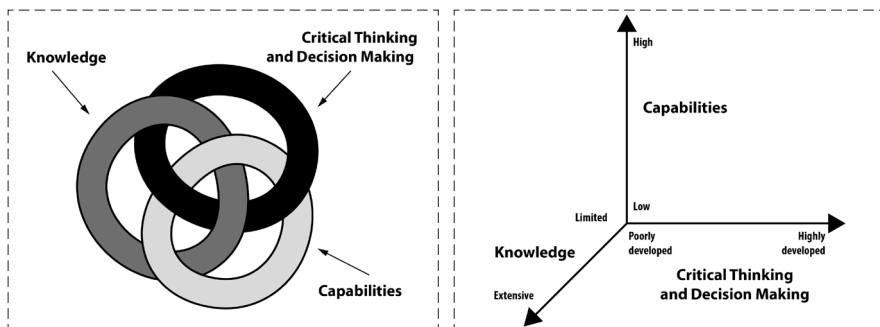 Critical Thinking
and Decision Making
Knowledge
Capabilities
High
Capabilities
Low
Limited
Poorly
developed
Highly
developed
Knowledge
Critical Thinking
and Decision Making
Extensive